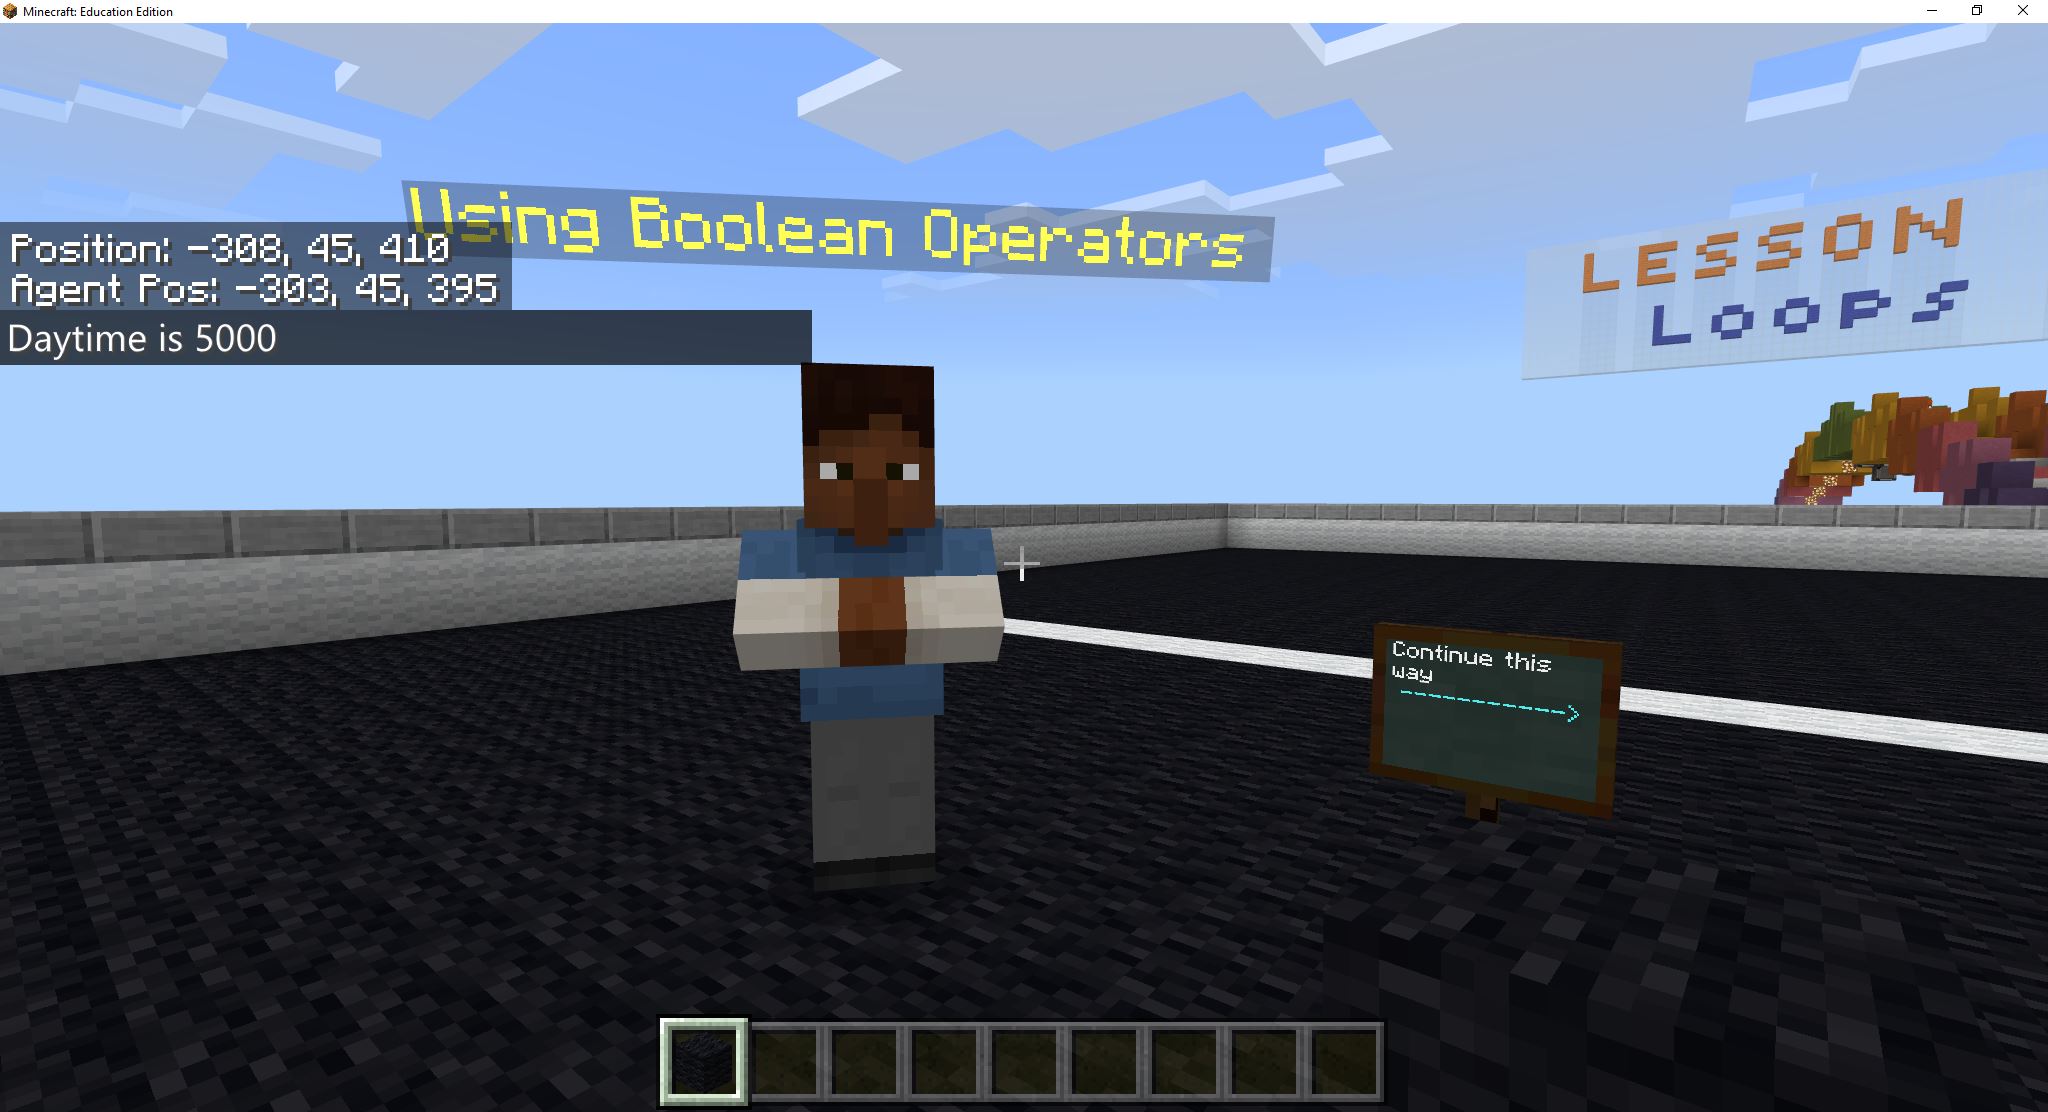 Minecraft: Education Edition
Using Boolean Operators
Position: -308, 45, 410
Agent Pos: -303, 45, 395
Daytime is 5000
LESSON
LOOPS
Continue this
way